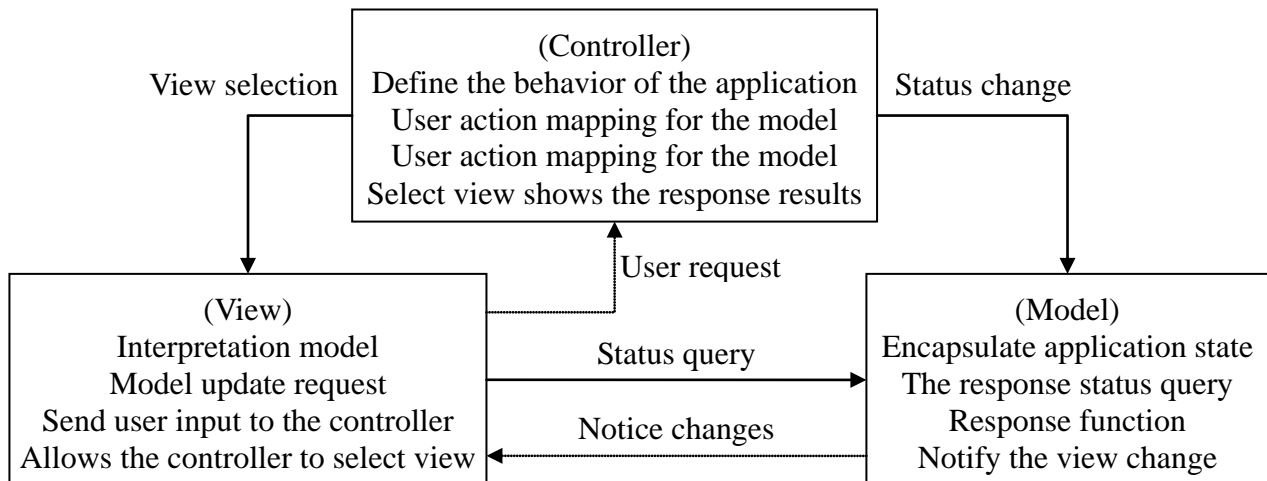 (Controller)
Define the behavior of the application
User action mapping for the model
User action mapping for the model
Select view shows the response results
View selection
Status change
User request
(View)
Interpretation model
Model update request
Send user input to the controller
Allows the controller to select view
Status query
Notice changes
(Model)
Encapsulate application state
The response status query
Response function
Notify the view change